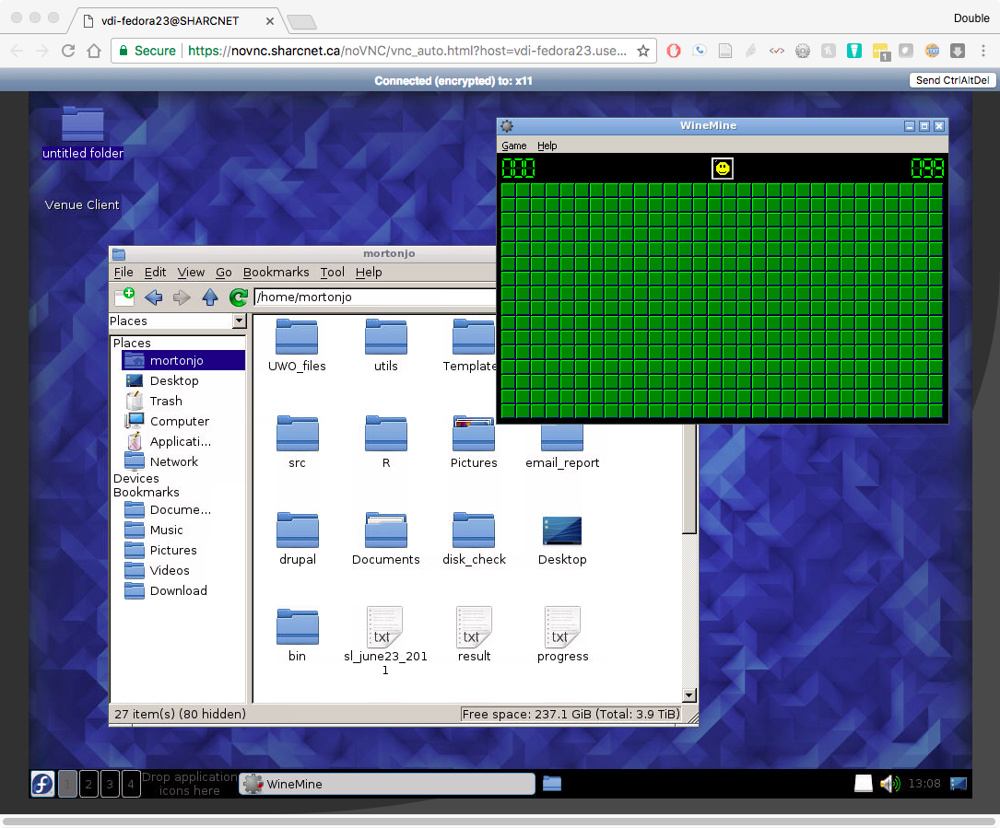 vdi-fedora23@SHARCNET
Double
Secure
https://novnc.sharcnet.ca/noVNC/vnc_auto.html?host=vdi-fedora23.use...
1
Connected (encrypted) to: x11
Send CtrlAltDel
untitled folder
Venue Client
WineMine
Game Help
000
099
mortonjo
File Edit View Go Bookmarks Tool Help
/home/mortonjo
Places
Places
mortonjo
Desktop
Trash
Computer
Applicati...
Network
Devices
Bookmarks
Docume...
Music
Pictures
Videos
Download
UWO_files utils Template
src R Pictures email_report
drupal Documents disk_check Desktop
txt txt txt
bin sl_june23_201 result progress
1
27 item(s) (80 hidden)
Free space: 237.1 GiB (Total: 3.9 TiB)
1 2 3 4
Drop application
icons here
WineMine
13:08